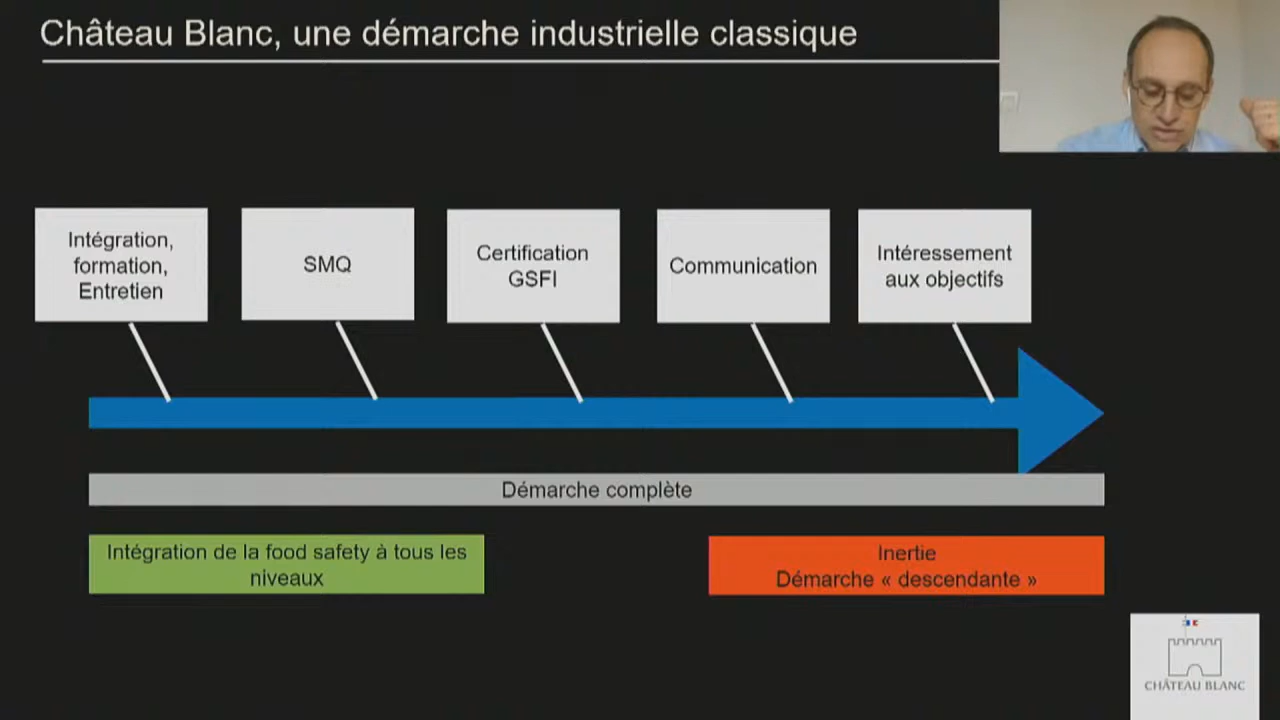 Château Blanc, une démarche industrielle classique
Intégration,
formation,
Entretien
SMQ
Certification
GSFI
Communication
Intéressement
aux objectifs
Démarche complète
Intégration de la food safety à tous les
niveaux
Inertie
Démarche « descendante »
CHÂTEAU BLANC